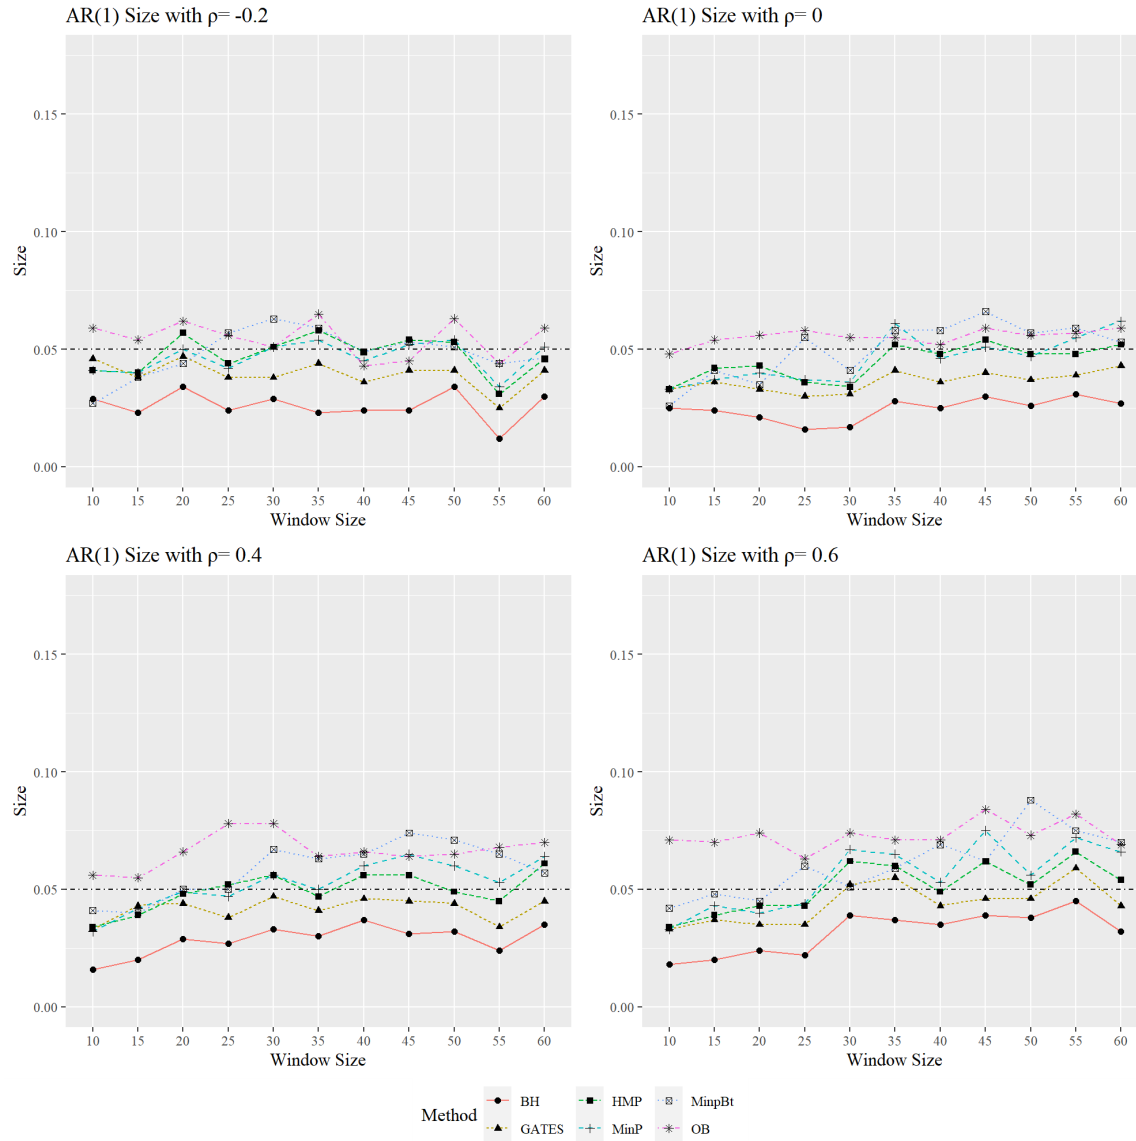 AR(1) Size with ρ= -0.2
0.15
0.10
0.05
0.00
Size
10 15 20 25 30 35 40 45 50 55 60
Window Size
AR(1) Size with ρ= 0
0.15
0.10
0.05
0.00
Size
10 15 20 25 30 35 40 45 50 55 60
Window Size
AR(1) Size with ρ= 0.4
0.15
0.10
0.05
0.00
Size
10 15 20 25 30 35 40 45 50 55 60
Window Size
AR(1) Size with ρ= 0.6
0.15
0.10
0.05
0.00
Size
10 15 20 25 30 35 40 45 50 55 60
Window Size
Method
BH HMP MinpBt
GATES MinP OB